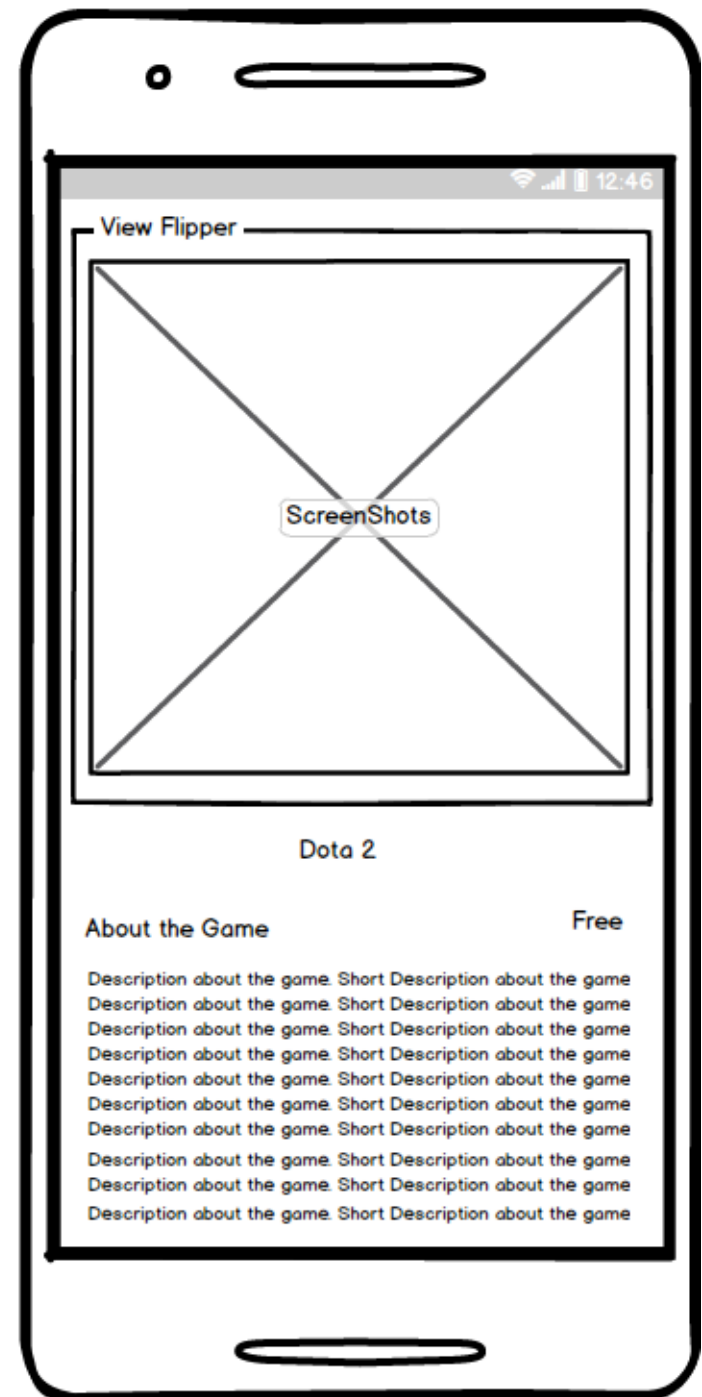 12:46
View Flipper
ScreenShots
Dota 2
About the Game
Free
Description about the game. Short Description about the game
Description about the game. Short Description about the game
Description about the game. Short Description about the game
Description about the game. Short Description about the game
Description about the game. Short Description about the game
Description about the game. Short Description about the game
Description about the game. Short Description about the game
Description about the game. Short Description about the game
Description about the game. Short Description about the game
Description about the game. Short Description about the game